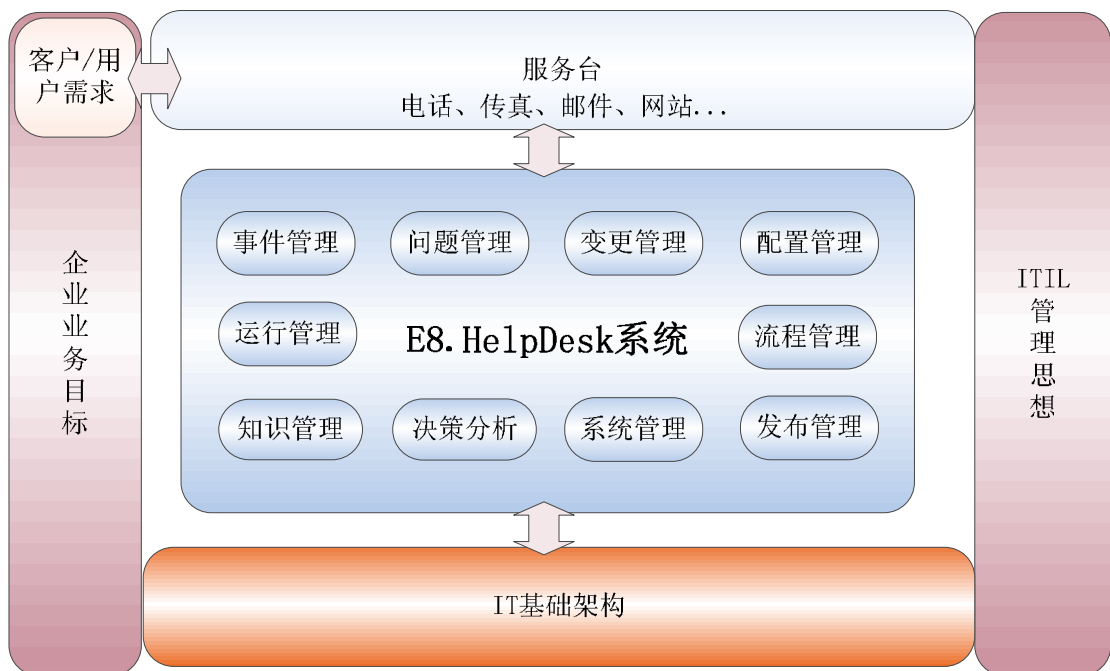 客户/用
户需求
服务台
电话、传真、邮件、网站...
企
业
业
务
目
标
事件管理
问题管理
变更管理
配置管理
运行管理
E8.HelpDesk系统
流程管理
知识管理
决策分析
系统管理
发布管理
ITIL
管
理
思
想
IT基础架构